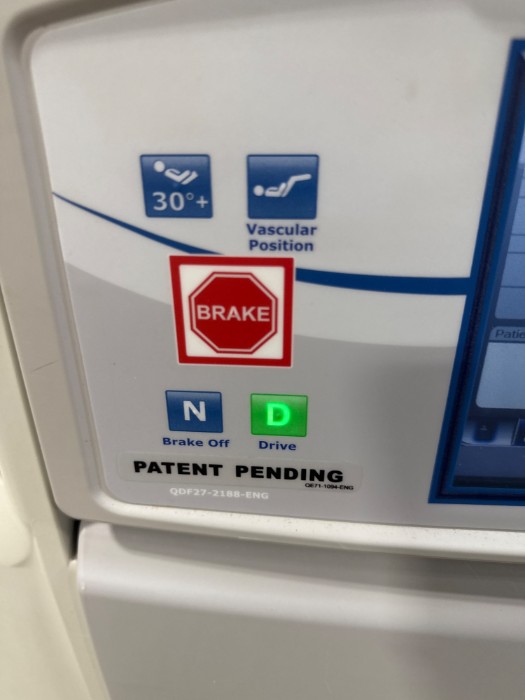 30°+
Vascular
Position
BRAKE
N
D
Brake Off
Drive
PATENT PENDING
QDF27-2188-ENG